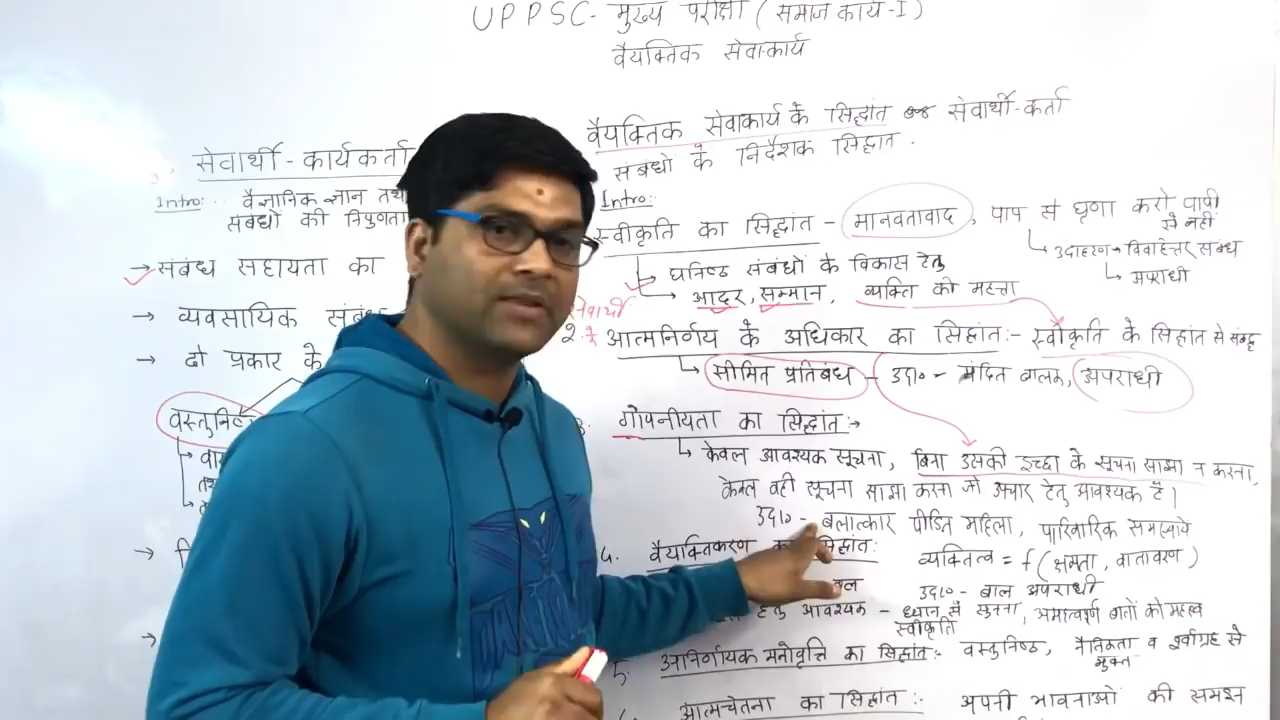 UPPSC - मुख्य परीक्षा (समाज कार्य-I)
वैयक्तिक सेवाकार्य
सेवार्थी - कार्यकर्ता
Intro:.. वैज्ञानिक ज्ञान तथा
संबंधों की निपुणता
→ संबंध सहायता का
→ व्यवसायिक संबंध
→ दो प्रकार के
वस्तुनिष्ठ
वैयक्तिक सेवाकार्य के सिद्धांत सेवार्थी-कर्ता
संबंधों के निर्देशक सिद्धांत.
Intro:
स्वीकृति का सिद्धांत - मानवतावाद, पाप से घृणा करो पापी
से नहीं
उदाहरण → विवाहेत्तर संबंध
अपराधी
घनिष्ठ संबंधों के विकास हेतु
आदर, सम्मान, व्यक्ति की महत्ता
सेवार्थी
2. आत्मनिर्णय के अधिकार का सिद्धांत:- स्वीकृति के सिद्धांत से संबद्ध
सीमित प्रतिबंध - उदा० - मंदित बालक, अपराधी
3. गोपनीयता का सिद्धांत:→
केवल आवश्यक सूचना, बिना उसकी इच्छा के सूचना साझा न करना,
केवल वही सूचना साझा करना जो उपचार हेतु आवश्यक है।
उदा० - बलात्कार पीडित महिला, पारिवारिक समस्याये
4. वैयक्तिकरण का सिद्धांत: व्यक्तित्व = f (क्षमता, वातावरण)
उदा० - बाल अपराधी
हेतु आवश्यक - ध्यान से सुनना, अमहत्वपूर्ण बातों को महत्व
स्वीकृति
5. अनिर्णायक मनोवृत्ति का सिद्धांत:- वस्तुनिष्ठ, नैतिकता व पूर्वाग्रह से
मुक्त
आत्मचेतना का सिद्धांत:- अपनी भावनाओं की समझ